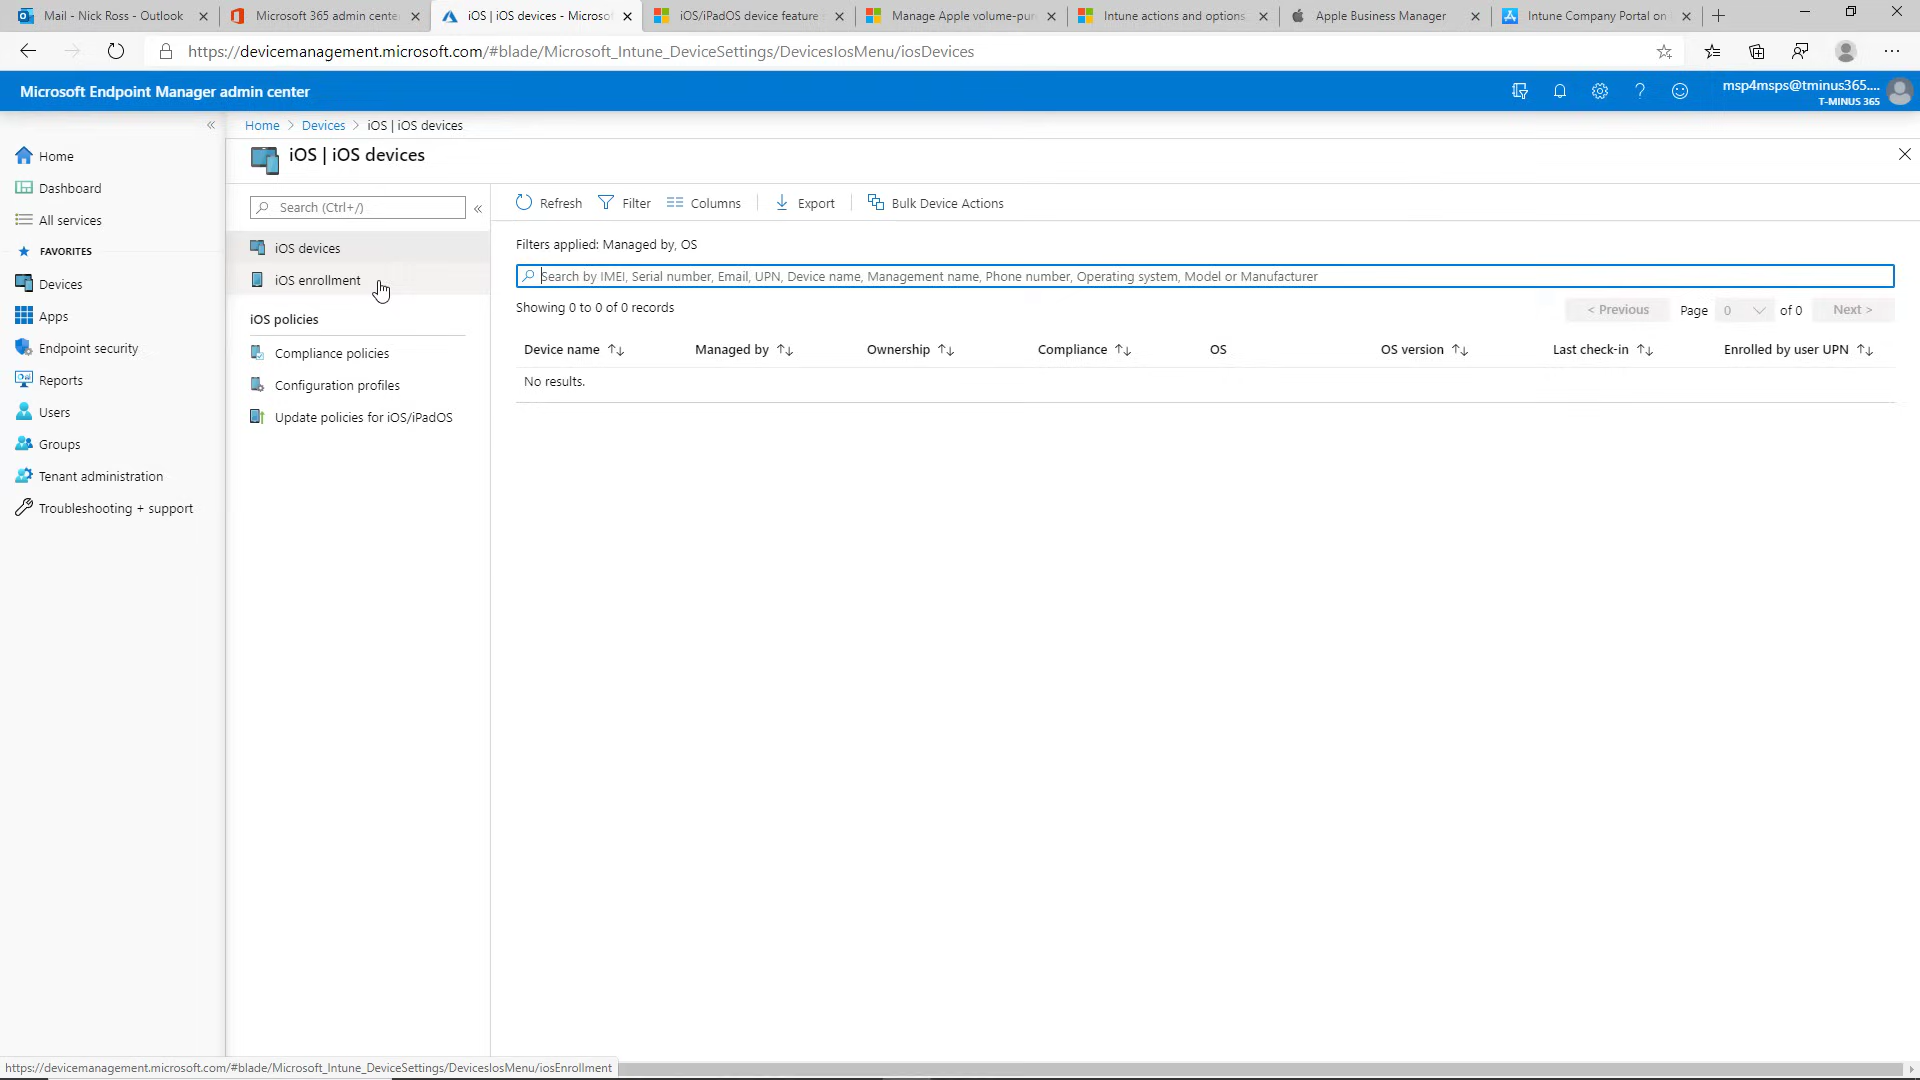 Mail - Nick Ross - Outlook
Microsoft 365 admin center
iOS | iOS devices - Microsof
iOS/iPadOS device feature
Manage Apple volume-pur
Intune actions and options
Apple Business Manager
Intune Company Portal on
https://devicemanagement.microsoft.com/#blade/Microsoft_Intune_DeviceSettings/DevicesIosMenu/iosDevices
Microsoft Endpoint Manager admin center
msp4msps@tminus365....
T-MINUS 365
Home > Devices > iOS | iOS devices
iOS | iOS devices
Home
Dashboard
All services
FAVORITES
Devices
Apps
Endpoint security
Reports
Users
Groups
Tenant administration
Troubleshooting + support
Search (Ctrl+/)
iOS devices
iOS enrollment
iOS policies
Compliance policies
Configuration profiles
Update policies for iOS/iPadOS
Refresh Filter Columns Export Bulk Device Actions
Filters applied: Managed by, OS
Search by IMEI, Serial number, Email, UPN, Device name, Management name, Phone number, Operating system, Model or Manufacturer
Showing 0 to 0 of 0 records
< Previous Page 0 of 0 Next >
Device name Managed by Ownership Compliance OS OS version Last check-in Enrolled by user UPN
No results.
https://devicemanagement.microsoft.com/#blade/Microsoft_Intune_DeviceSettings/DevicesIosMenu/iosEnrollment